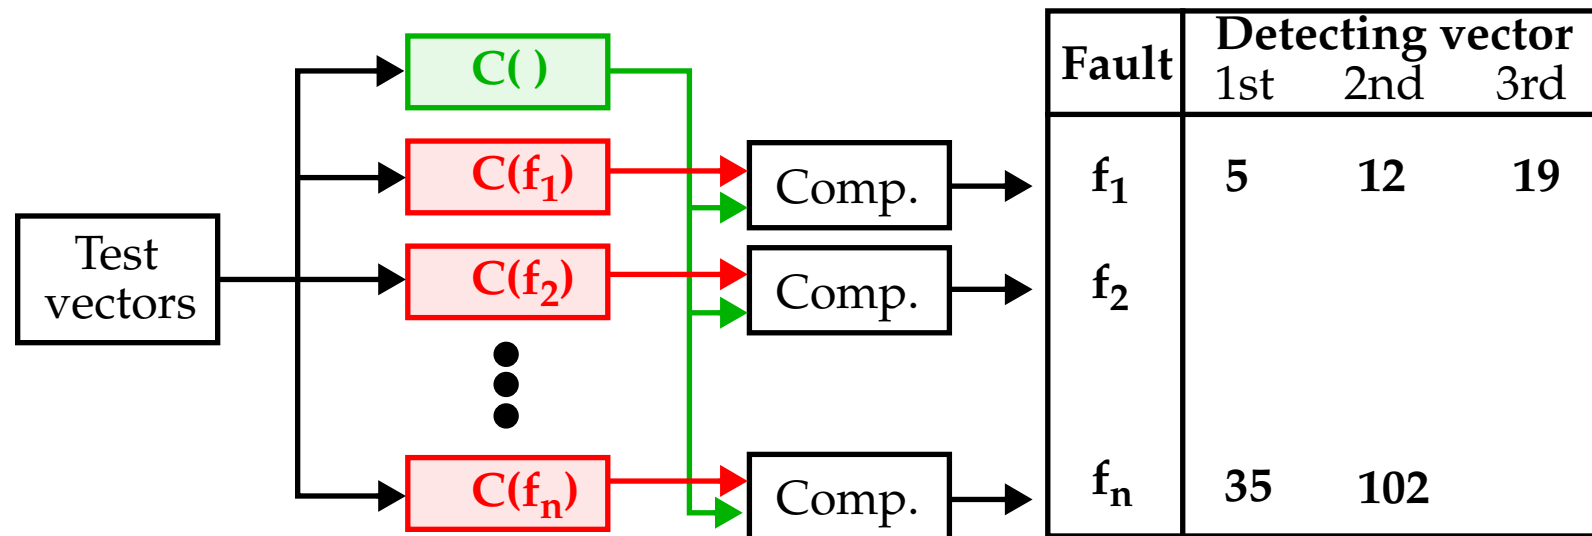 Test
vectors
C( )
C(f₁)
C(f₂)
C(fₙ)
Comp.
Comp.
Comp.
Fault
Detecting vector
1st 2nd 3rd
f₁ 5 12 19
f₂
fₙ 35 102